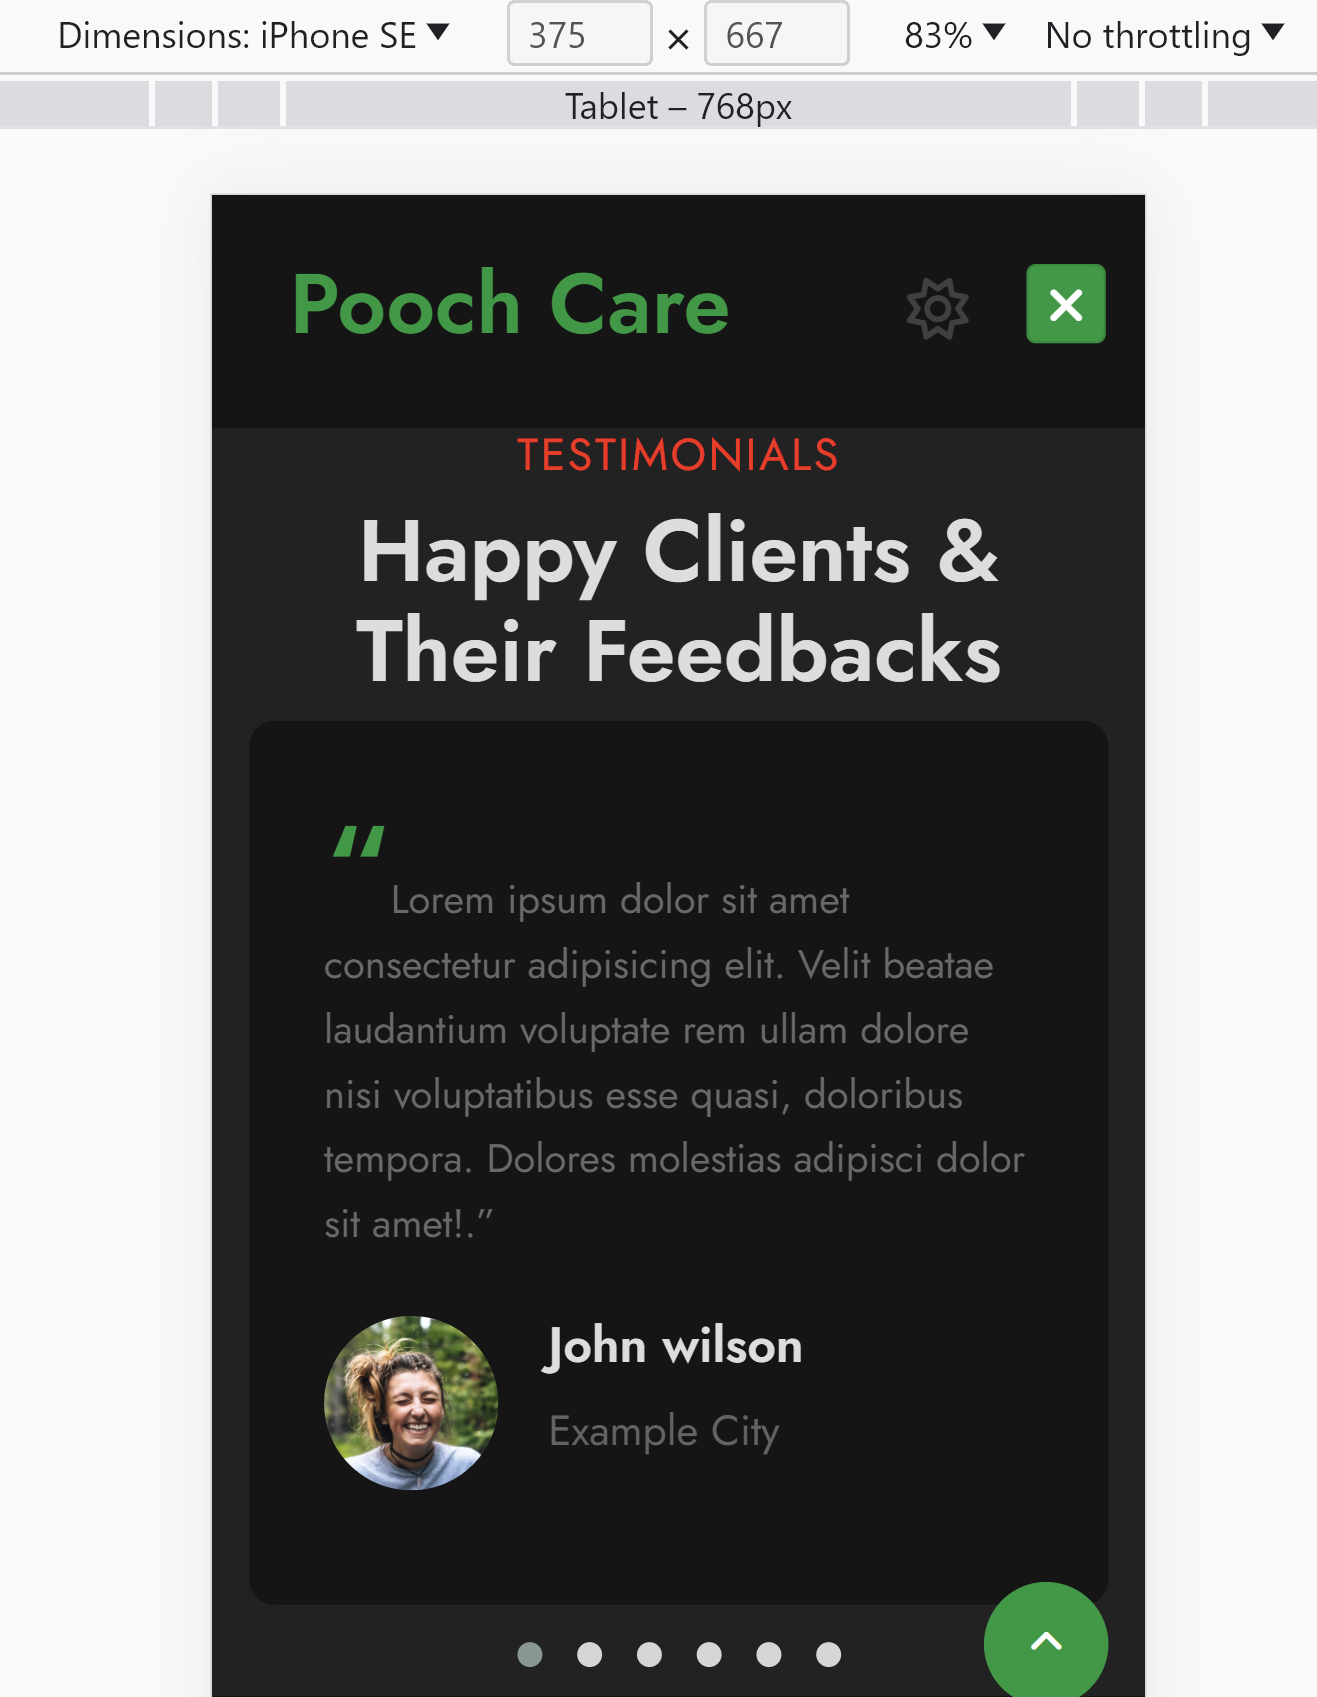 Dimensions: iPhone SE 375 × 667 83% No throttling
Tablet – 768px
Pooch Care
TESTIMONIALS
Happy Clients &
Their Feedbacks
“ Lorem ipsum dolor sit amet
consectetur adipisicing elit. Velit beatae
laudantium voluptate rem ullam dolore
nisi voluptatibus esse quasi, doloribus
tempora. Dolores molestias adipisci dolor
sit amet!.”
John wilson
Example City